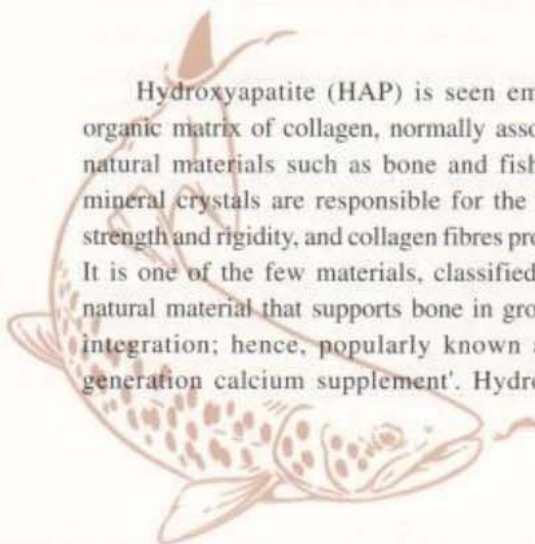 Hydroxyapatite (HAP) is seen em
organic matrix of collagen, normally asso
natural materials such as bone and fish
mineral crystals are responsible for the
strength and rigidity, and collagen fibres pro
It is one of the few materials, classified
natural material that supports bone in gro
integration; hence, popularly known a
generation calcium supplement'. Hydro